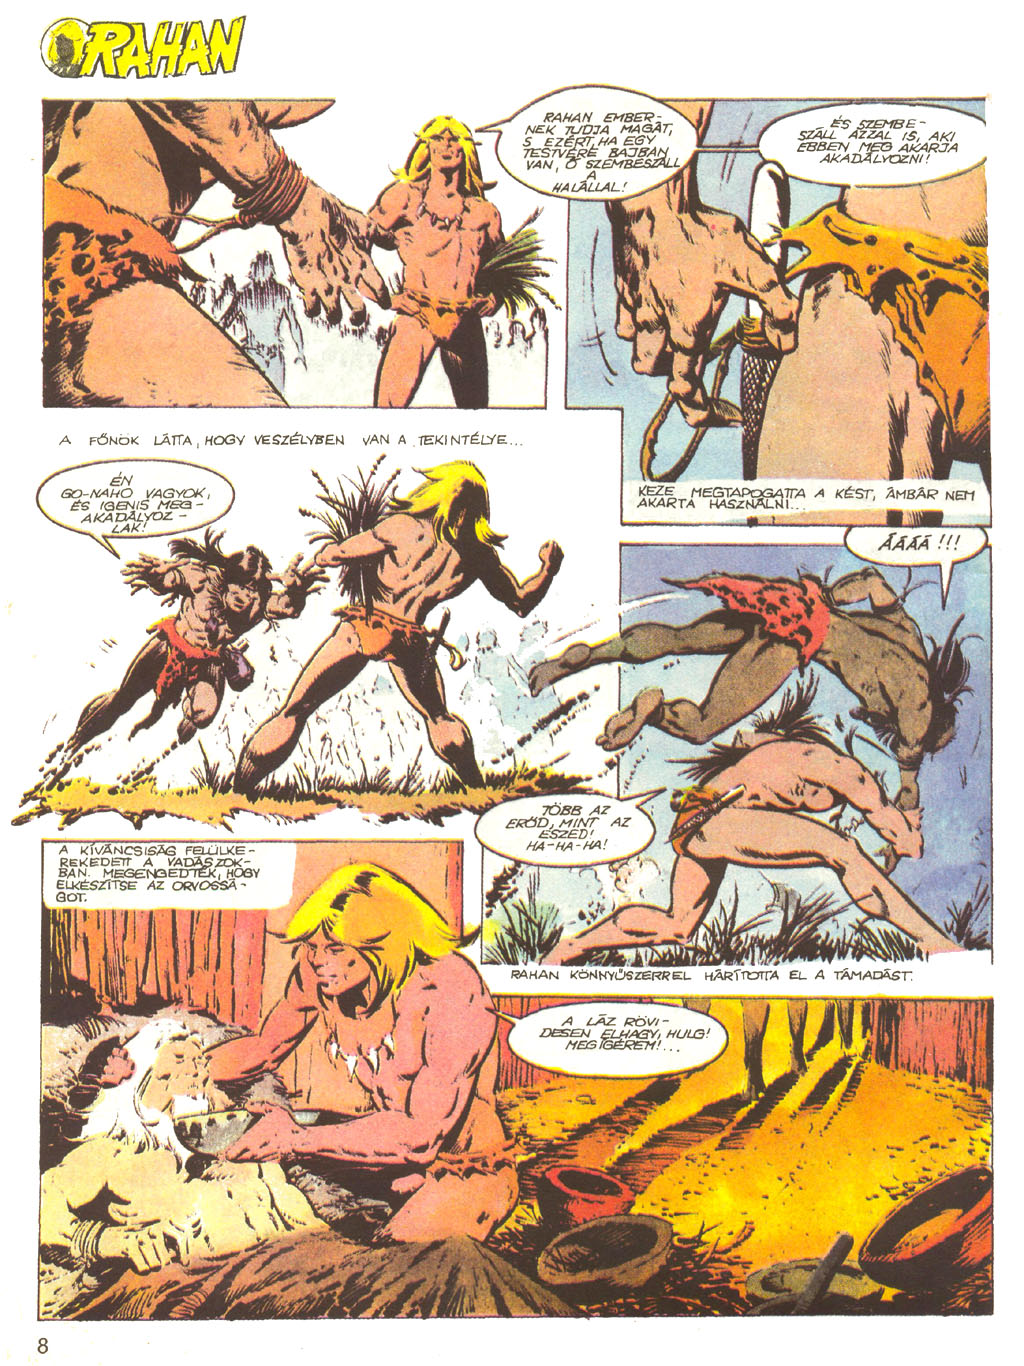 RAHAN
RAHAN EMBER-
NEK TUDJA MAGÁT,
S EZÉRT, HA EGY
TESTVÉRE BAJBAN
VAN, Ő SZEMBESZÁLL
A
HALÁLLAL!
ÉS SZEMBE-
SZÁLL AZZAL IS, AKI
EBBEN MEG AKARJA
AKADÁLYOZNI!
KEZE MEGTAPOGATTA A KÉST, ÁMBÁR NEM
AKARTA HASZNÁLNI...
A FŐNÖK LÁTTA, HOGY VESZÉLYBEN VAN A TEKINTÉLYE...
ÉN
GO-NAHO VAGYOK,
ÉS IGENIS MEG-
AKADÁLYOZ-
LAK!
ÁÁÁÁ!!!
TÖBB AZ
ERŐD, MINT AZ
ESZED!
HA-HA-HA!
RAHAN KÖNNYŰSZERREL HÁRÍTOTTA EL A TÁMADÁST.
A KÍVÁNCSISÁG FELÜLKE-
REKEDETT A VADÁSZOK-
BAN. MEGENGEDTÉK, HOGY
ELKÉSZÍTSE AZ ORVOSSÁ-
GOT.
A LÁZ RÖVI-
DESEN ELHAGY, HULG!
MEGÍGÉREM!...
8